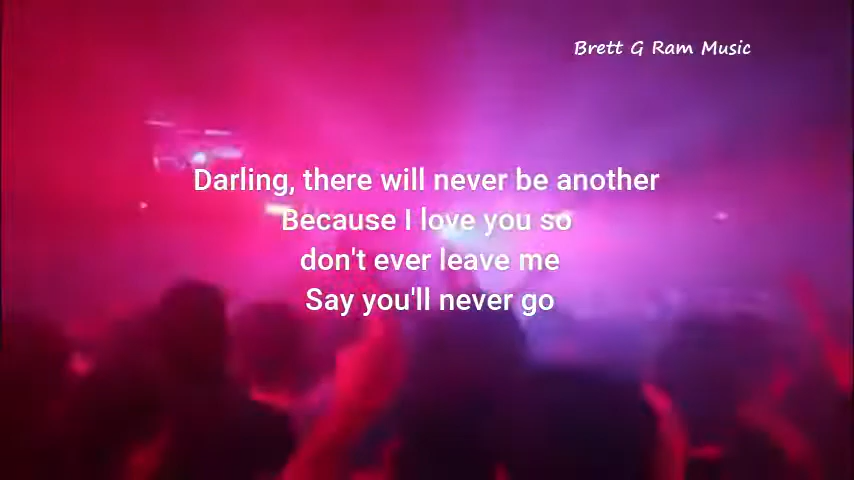 Brett G Ram Music
Darling, there will never be another
Because I love you so
don't ever leave me
Say you'll never go